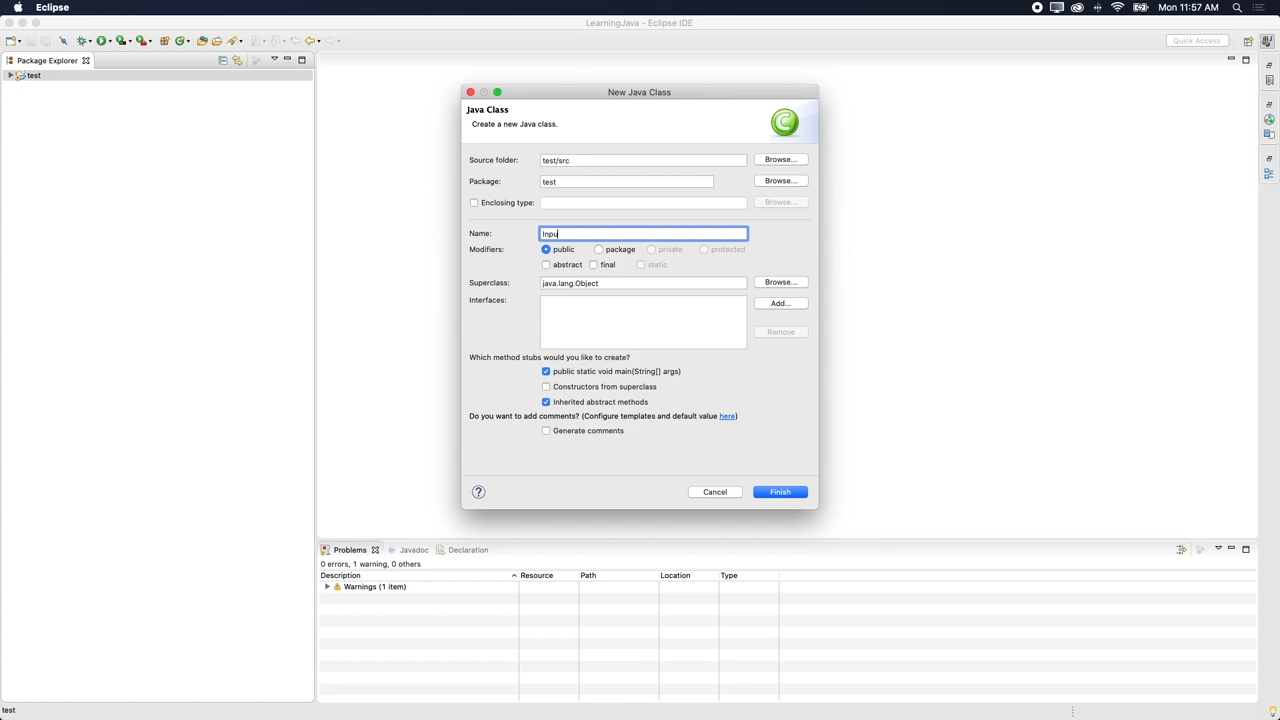 Eclipse Mon 11:57 AM
LearningJava - Eclipse IDE
Quick Access
Package Explorer
test
New Java Class
Java Class
Create a new Java class.
Source folder: test/src Browse...
Package: test Browse...
Enclosing type: Browse...
Name: Inpu
Modifiers: public package private protected
abstract final static
Superclass: java.lang.Object Browse...
Interfaces: Add...
Remove
Which method stubs would you like to create?
public static void main(String[] args)
Constructors from superclass
Inherited abstract methods
Do you want to add comments? (Configure templates and default value here)
Generate comments
? Cancel Finish
Problems Javadoc Declaration
0 errors, 1 warning, 0 others
Description Resource Path Location Type
Warnings (1 item)
test